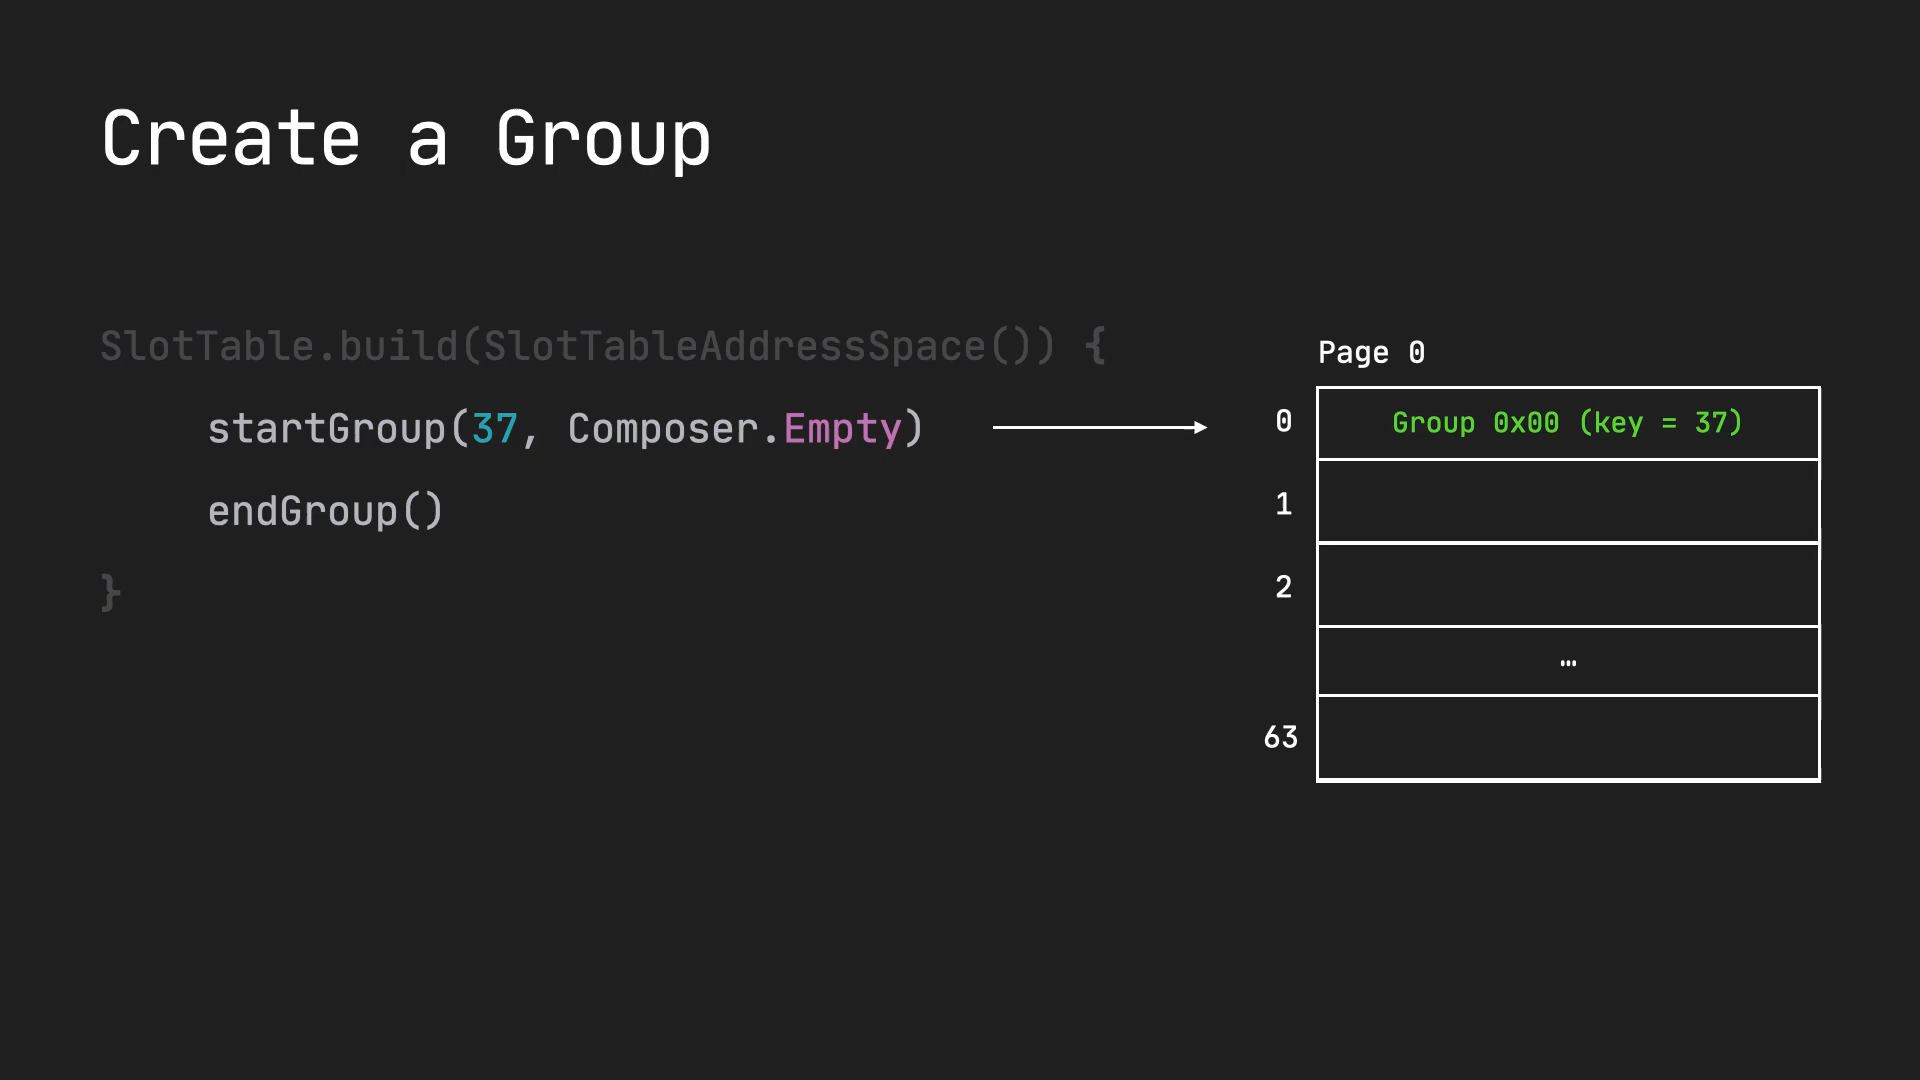 Create a Group
SlotTable.build(SlotTableAddressSpace()) {
startGroup(37, Composer.Empty)
endGroup()
}
Page 0
0 Group 0x00 (key = 37)
1
2
…
63